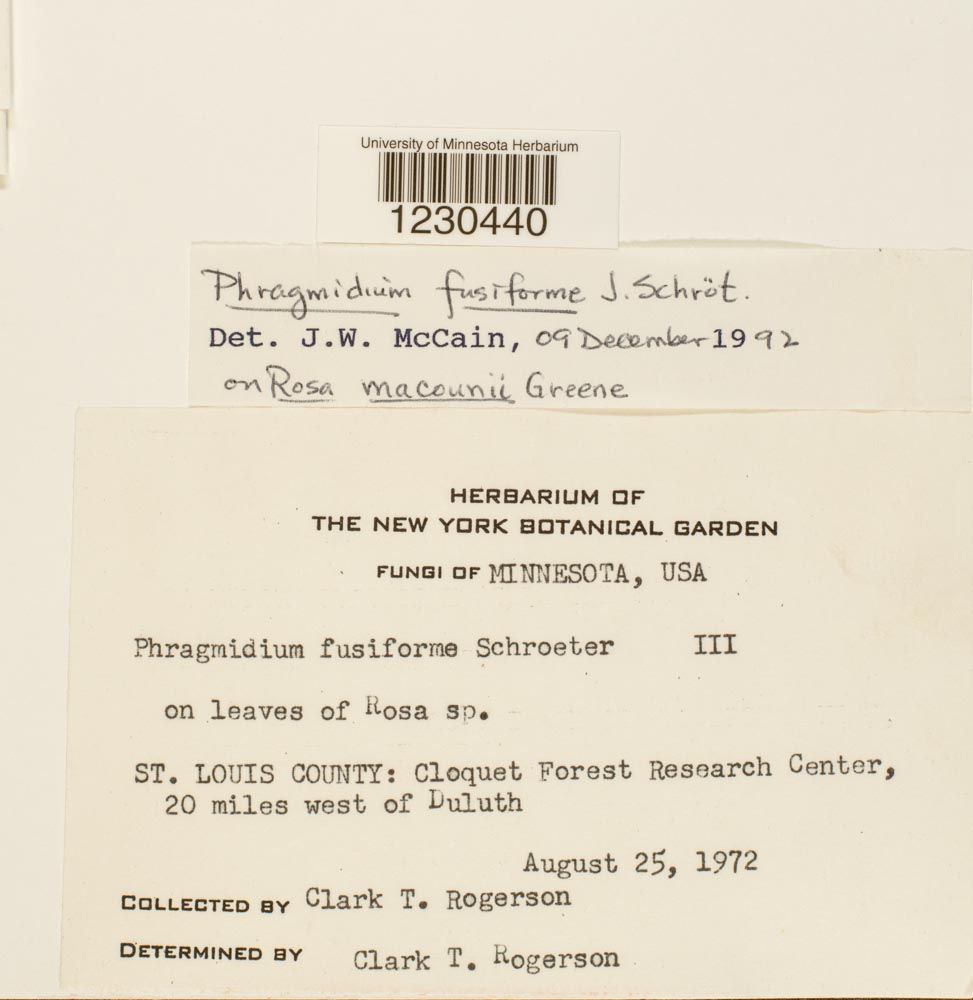 University of Minnesota Herbarium
1230440
Phragmidium fusiforme J. Schröt.
Det. J.W. McCain, 09 December 1992
on Rosa macounii Greene
HERBARIUM OF
THE NEW YORK BOTANICAL GARDEN
FUNGI OF MINNESOTA, USA
Phragmidium fusiforme Schroeter III
on leaves of Rosa sp.
ST. LOUIS COUNTY: Cloquet Forest Research Center,
20 miles west of Duluth
August 25, 1972
COLLECTED BY Clark T. Rogerson
DETERMINED BY Clark T. Rogerson